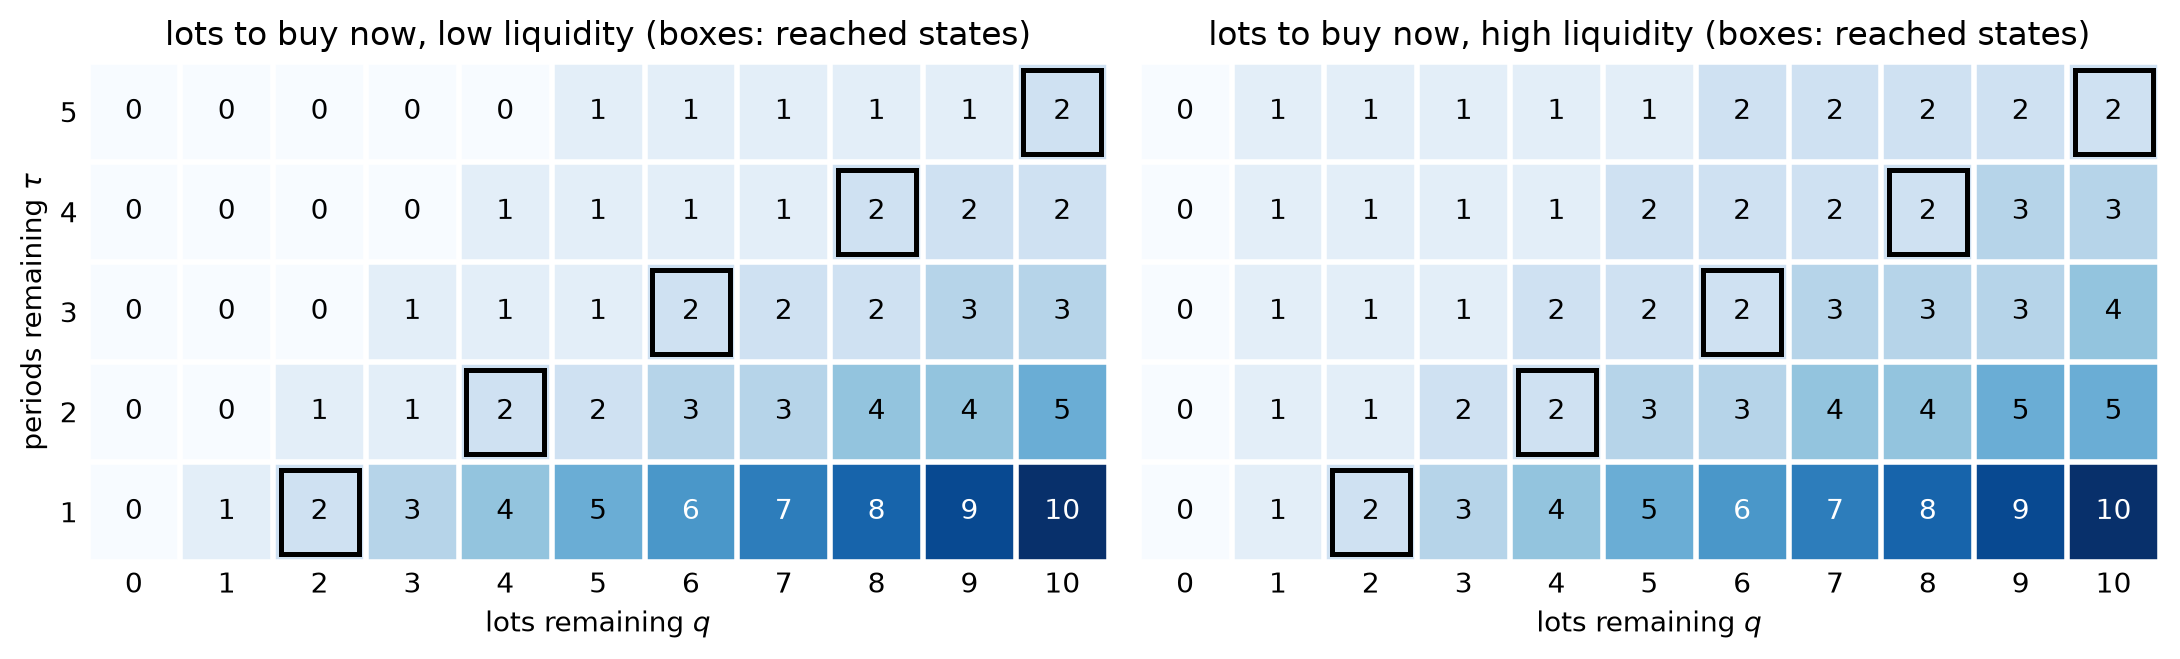 lots to buy now, low liquidity (boxes: reached states)
lots to buy now, high liquidity (boxes: reached states)
periods remaining τ
5 0 0 0 0 0 1 1 1 1 1 2
4 0 0 0 0 1 1 1 1 2 2 2
3 0 0 0 1 1 1 2 2 2 3 3
2 0 0 1 1 2 2 3 3 4 4 5
1 0 1 2 3 4 5 6 7 8 9 10
0 1 2 3 4 5 6 7 8 9 10
lots remaining q
0 1 1 1 1 1 2 2 2 2 2
0 1 1 1 1 2 2 2 2 3 3
0 1 1 1 2 2 2 3 3 3 4
0 1 1 2 2 3 3 4 4 5 5
0 1 2 3 4 5 6 7 8 9 10
0 1 2 3 4 5 6 7 8 9 10
lots remaining q